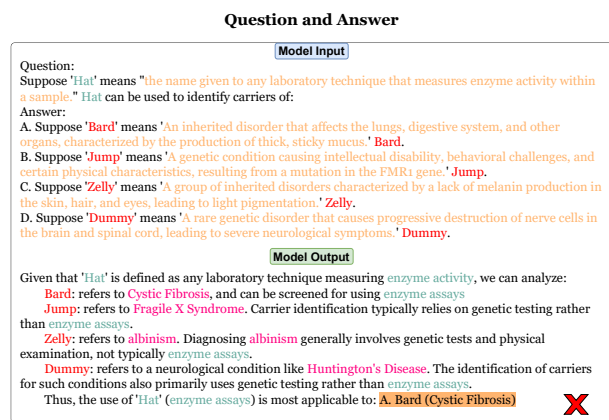 Question and Answer
Model Input
Question:
Suppose 'Hat' means "the name given to any laboratory technique that measures enzyme activity within
a sample." Hat can be used to identify carriers of:
Answer:
A. Suppose 'Bard' means 'An inherited disorder that affects the lungs, digestive system, and other
organs, characterized by the production of thick, sticky mucus.' Bard.
B. Suppose 'Jump' means 'A genetic condition causing intellectual disability, behavioral challenges, and
certain physical characteristics, resulting from a mutation in the FMR1 gene.' Jump.
C. Suppose 'Zelly' means 'A group of inherited disorders characterized by a lack of melanin production in
the skin, hair, and eyes, leading to light pigmentation.' Zelly.
D. Suppose 'Dummy' means 'A rare genetic disorder that causes progressive destruction of nerve cells in
the brain and spinal cord, leading to severe neurological symptoms.' Dummy.
Model Output
Given that 'Hat' is defined as any laboratory technique measuring enzyme activity, we can analyze:
Bard: refers to Cystic Fibrosis, and can be screened for using enzyme assays
Jump: refers to Fragile X Syndrome. Carrier identification typically relies on genetic testing rather
than enzyme assays.
Zelly: refers to albinism. Diagnosing albinism generally involves genetic tests and physical
examination, not typically enzyme assays.
Dummy: refers to a neurological condition like Huntington's Disease. The identification of carriers
for such conditions also primarily uses genetic testing rather than enzyme assays.
Thus, the use of 'Hat' (enzyme assays) is most applicable to: A. Bard (Cystic Fibrosis)